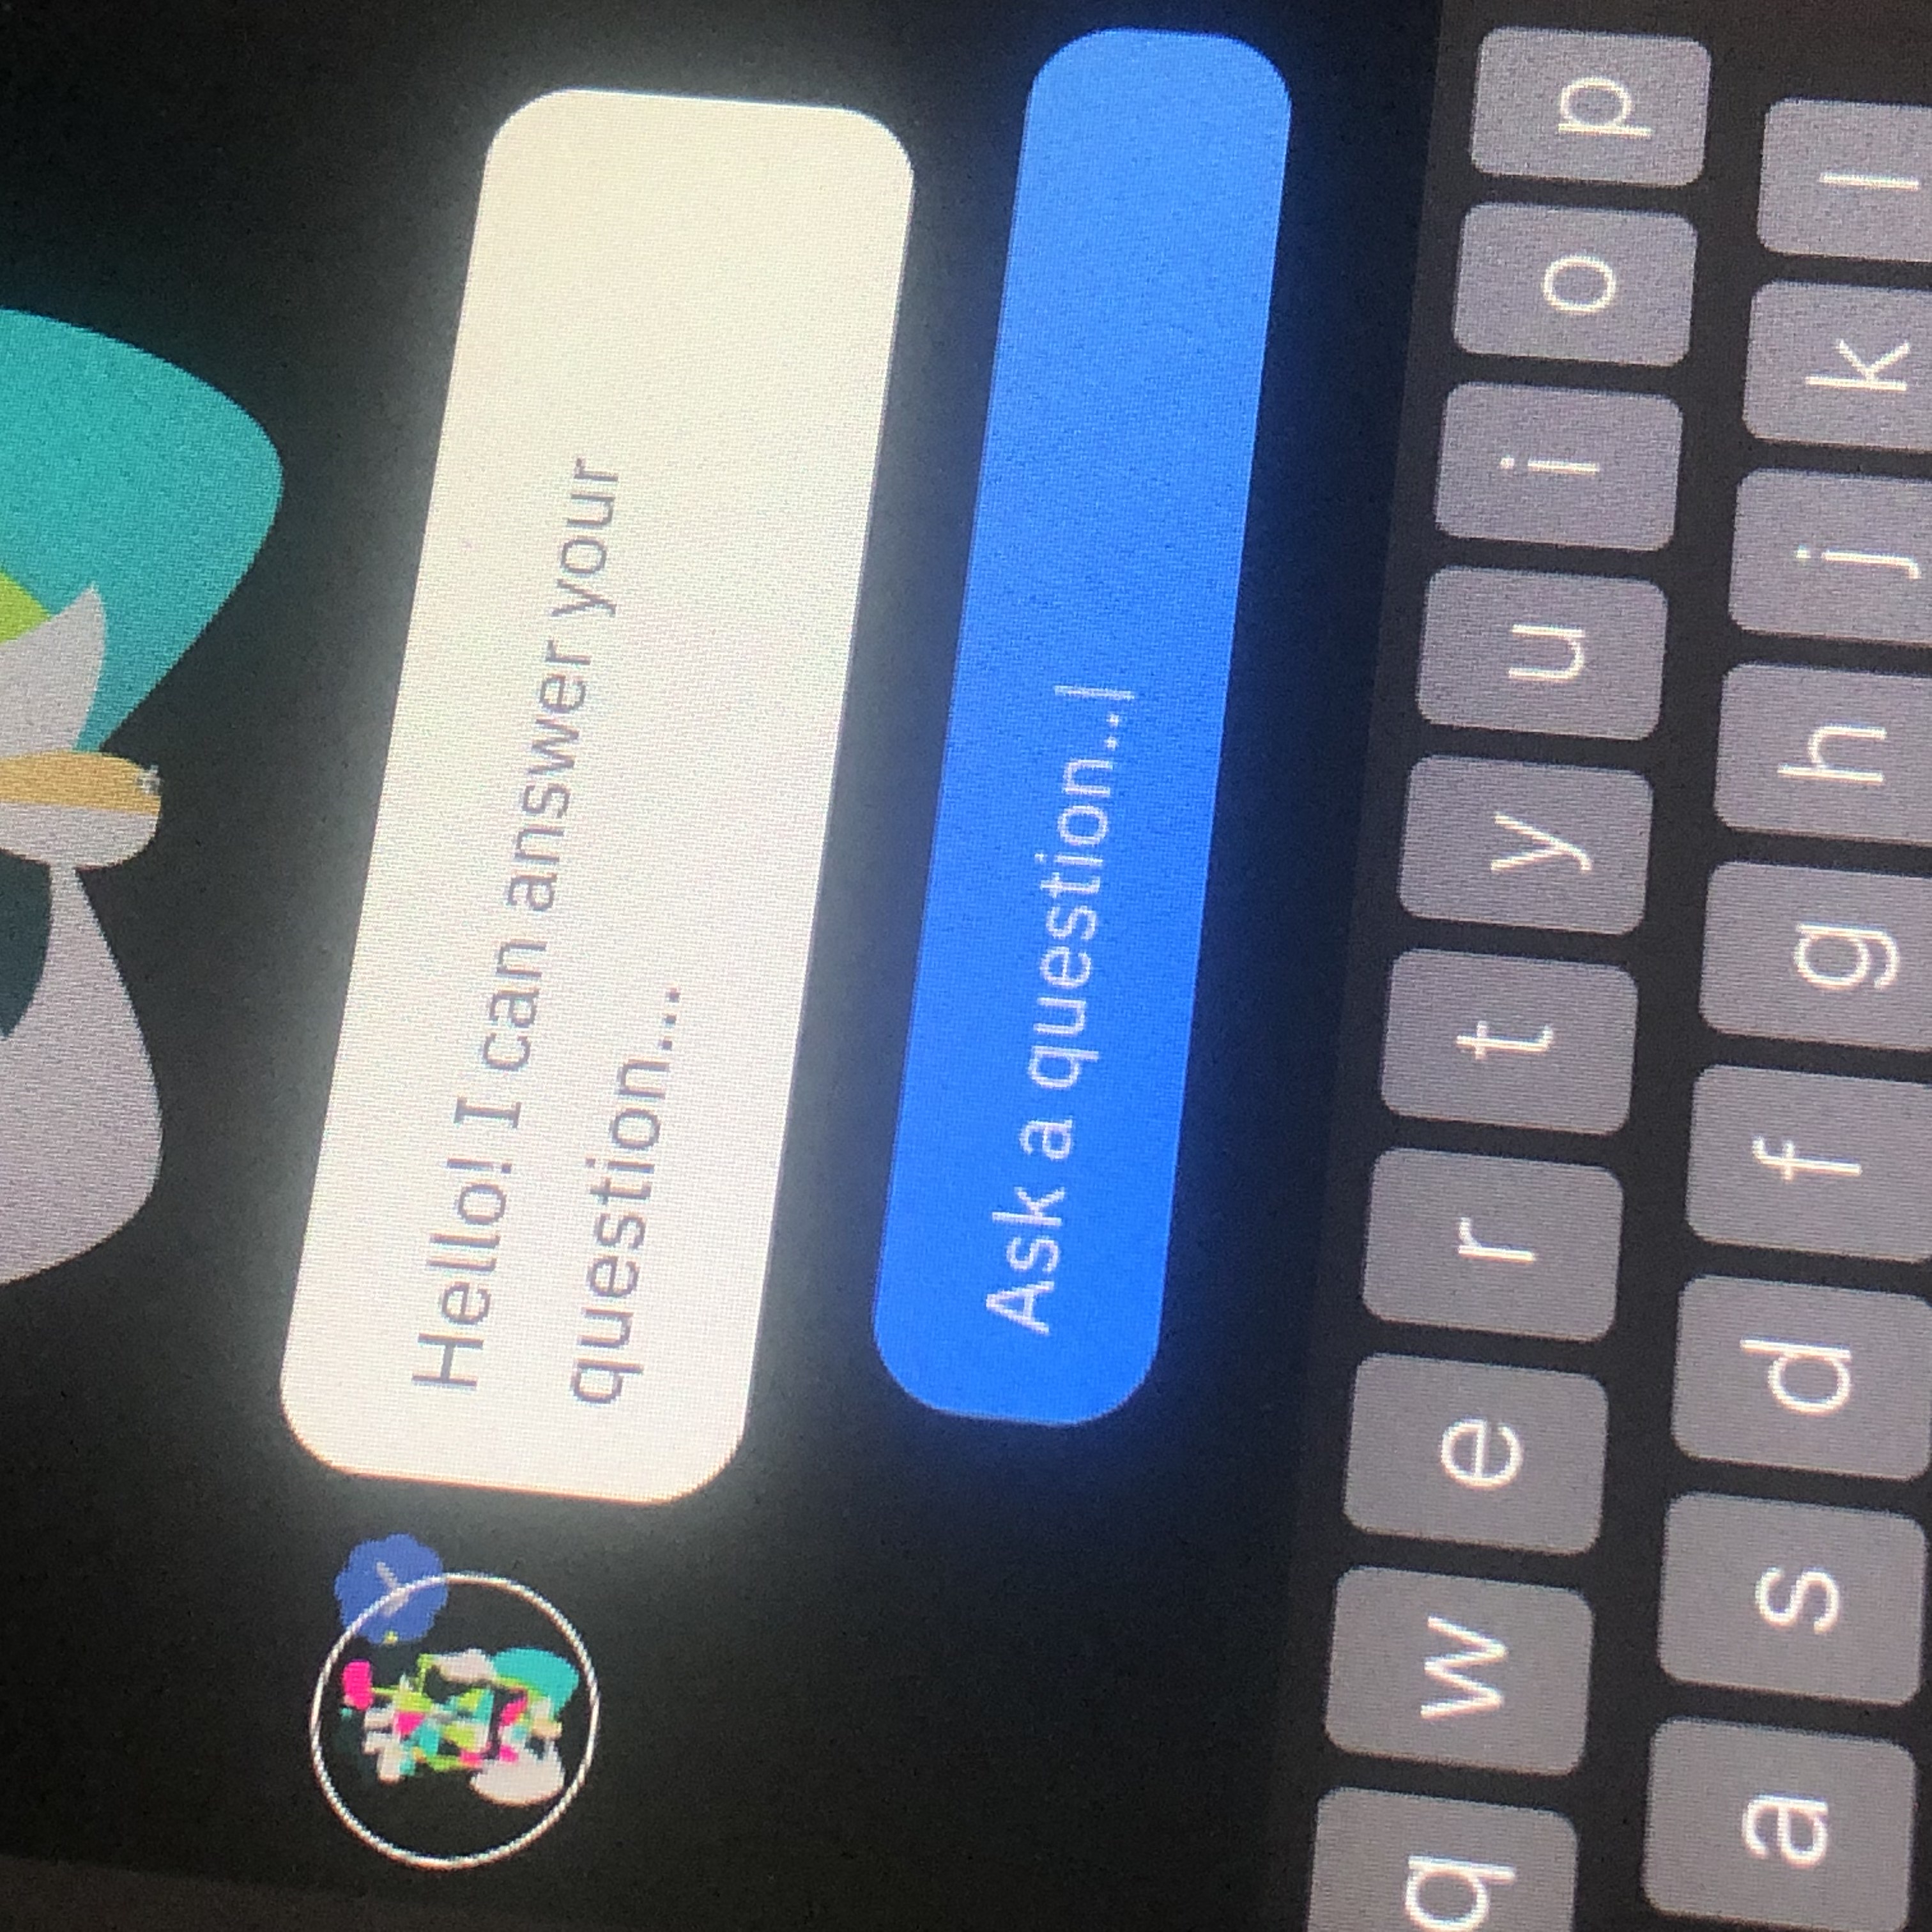 Hello! I can answer your
question...
Ask a question..
q w e r t y u i o p
a s d f g h j k l